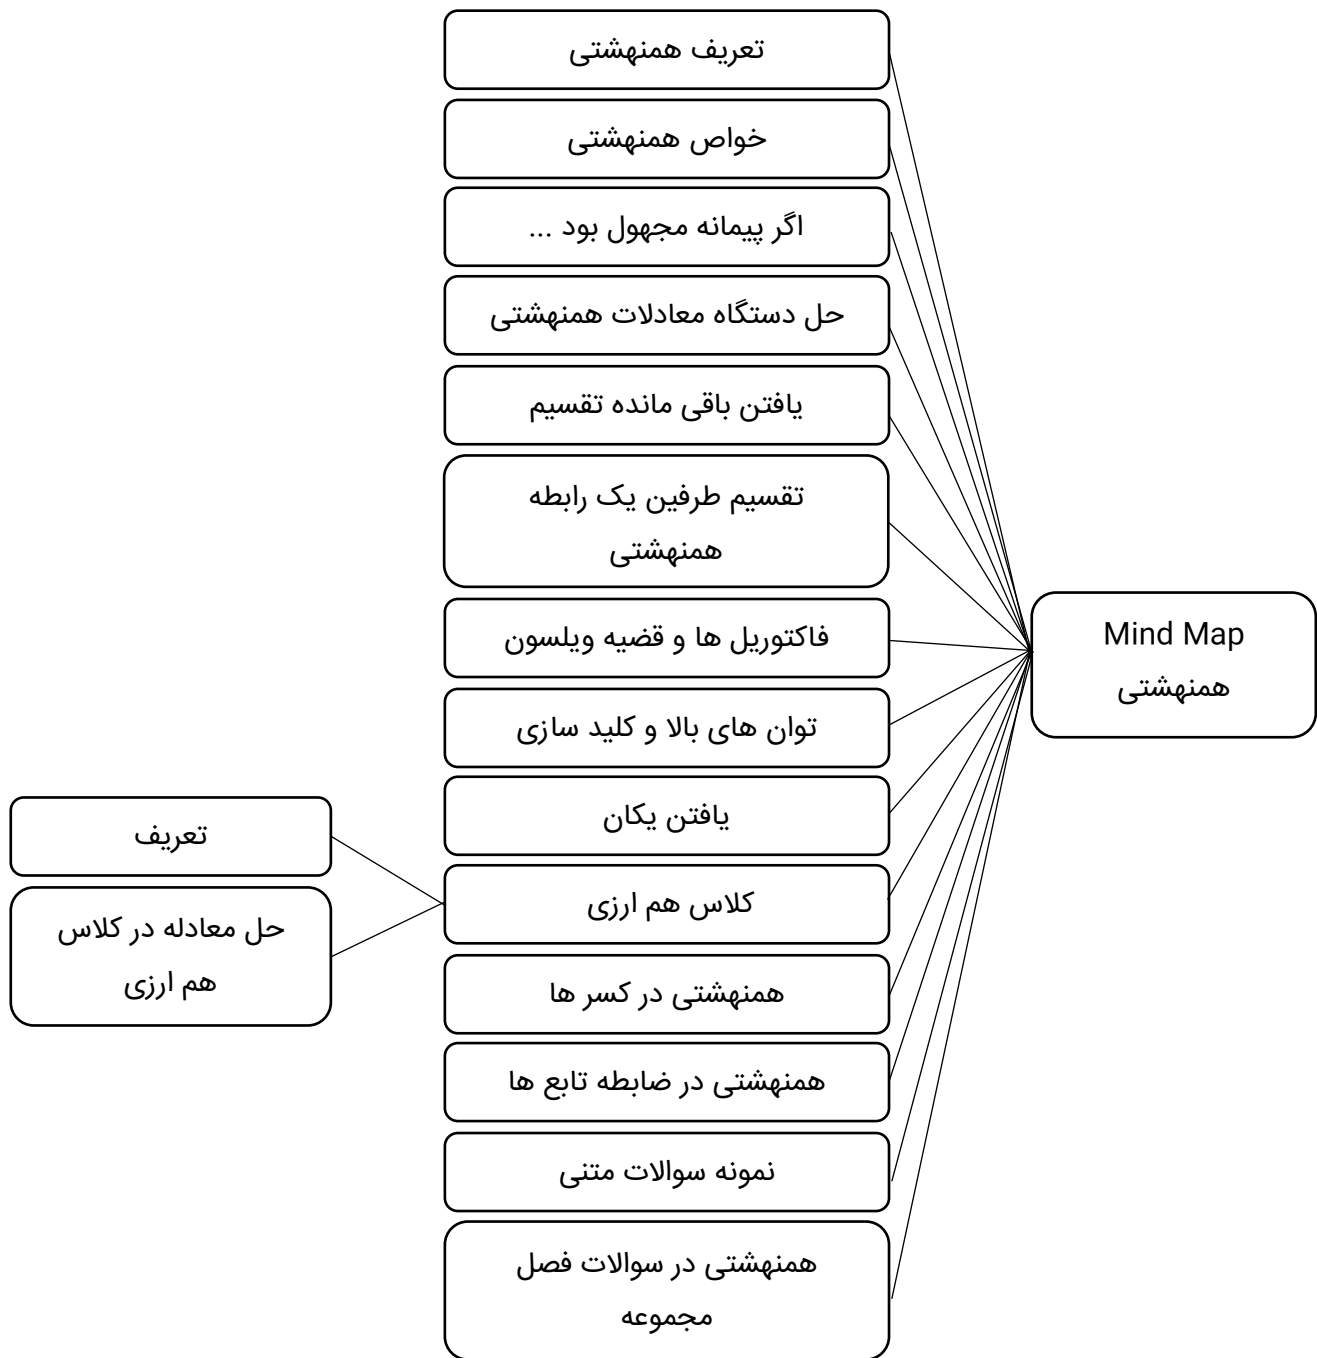 Mind Map
همنهشتی
تعریف همنهشتی
خواص همنهشتی
اگر پیمانه مجهول بود ...
حل دستگاه معادلات همنهشتی
یافتن باقی مانده تقسیم
تقسیم طرفین یک رابطه
همنهشتی
فاکتوریل ها و قضیه ویلسون
توان های بالا و کلید سازی
یافتن یکان
کلاس هم ارزی
تعریف
حل معادله در کلاس
هم ارزی
همنهشتی در کسر ها
همنهشتی در ضابطه تابع ها
نمونه سوالات متنی
همنهشتی در سوالات فصل
مجموعه